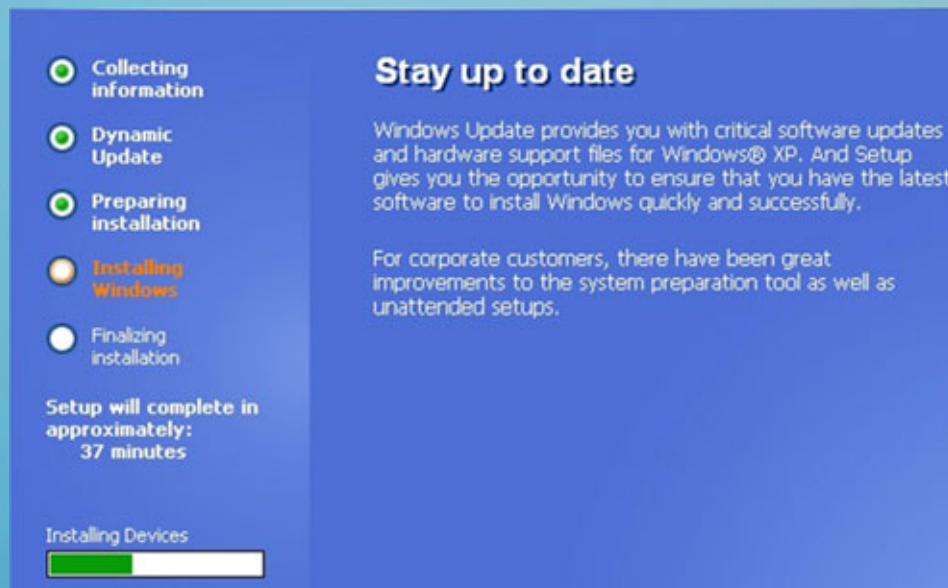 Collecting
information
Dynamic
Update
Preparing
installation
Installing
Windows
Finalizing
installation
Setup will complete in
approximately:
37 minutes
Installing Devices
Stay up to date
Windows Update provides you with critical software updates
and hardware support files for Windows® XP. And Setup
gives you the opportunity to ensure that you have the latest
software to install Windows quickly and successfully.
For corporate customers, there have been great
improvements to the system preparation tool as well as
unattended setups.